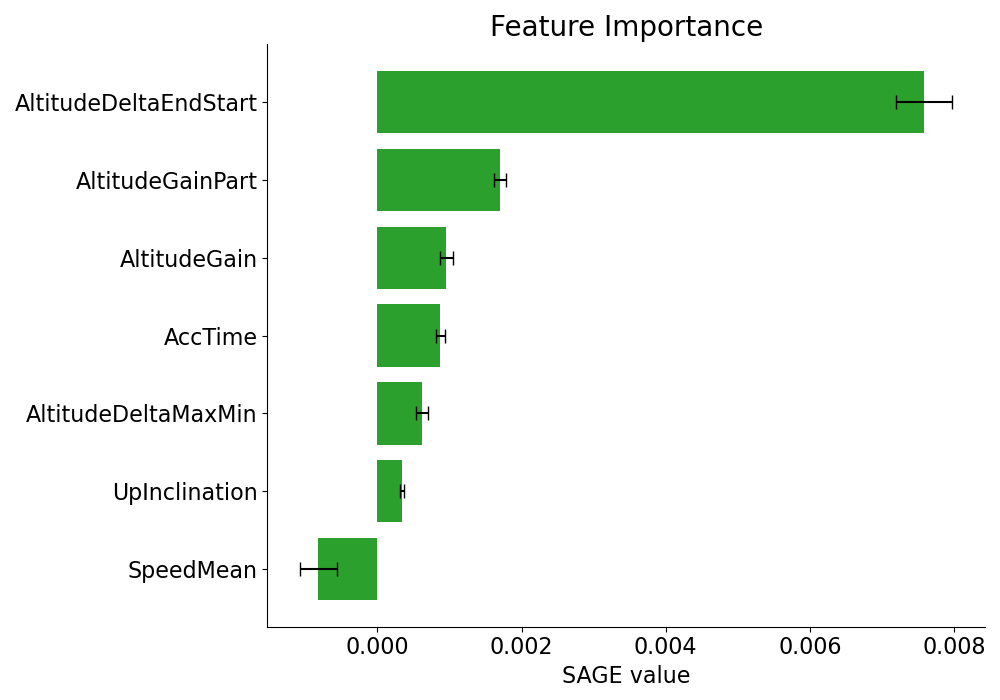 Feature Importance
AltitudeDeltaEndStart
AltitudeGainPart
AltitudeGain
AccTime
AltitudeDeltaMaxMin
UpInclination
SpeedMean
0.000 0.002 0.004 0.006 0.008
SAGE value